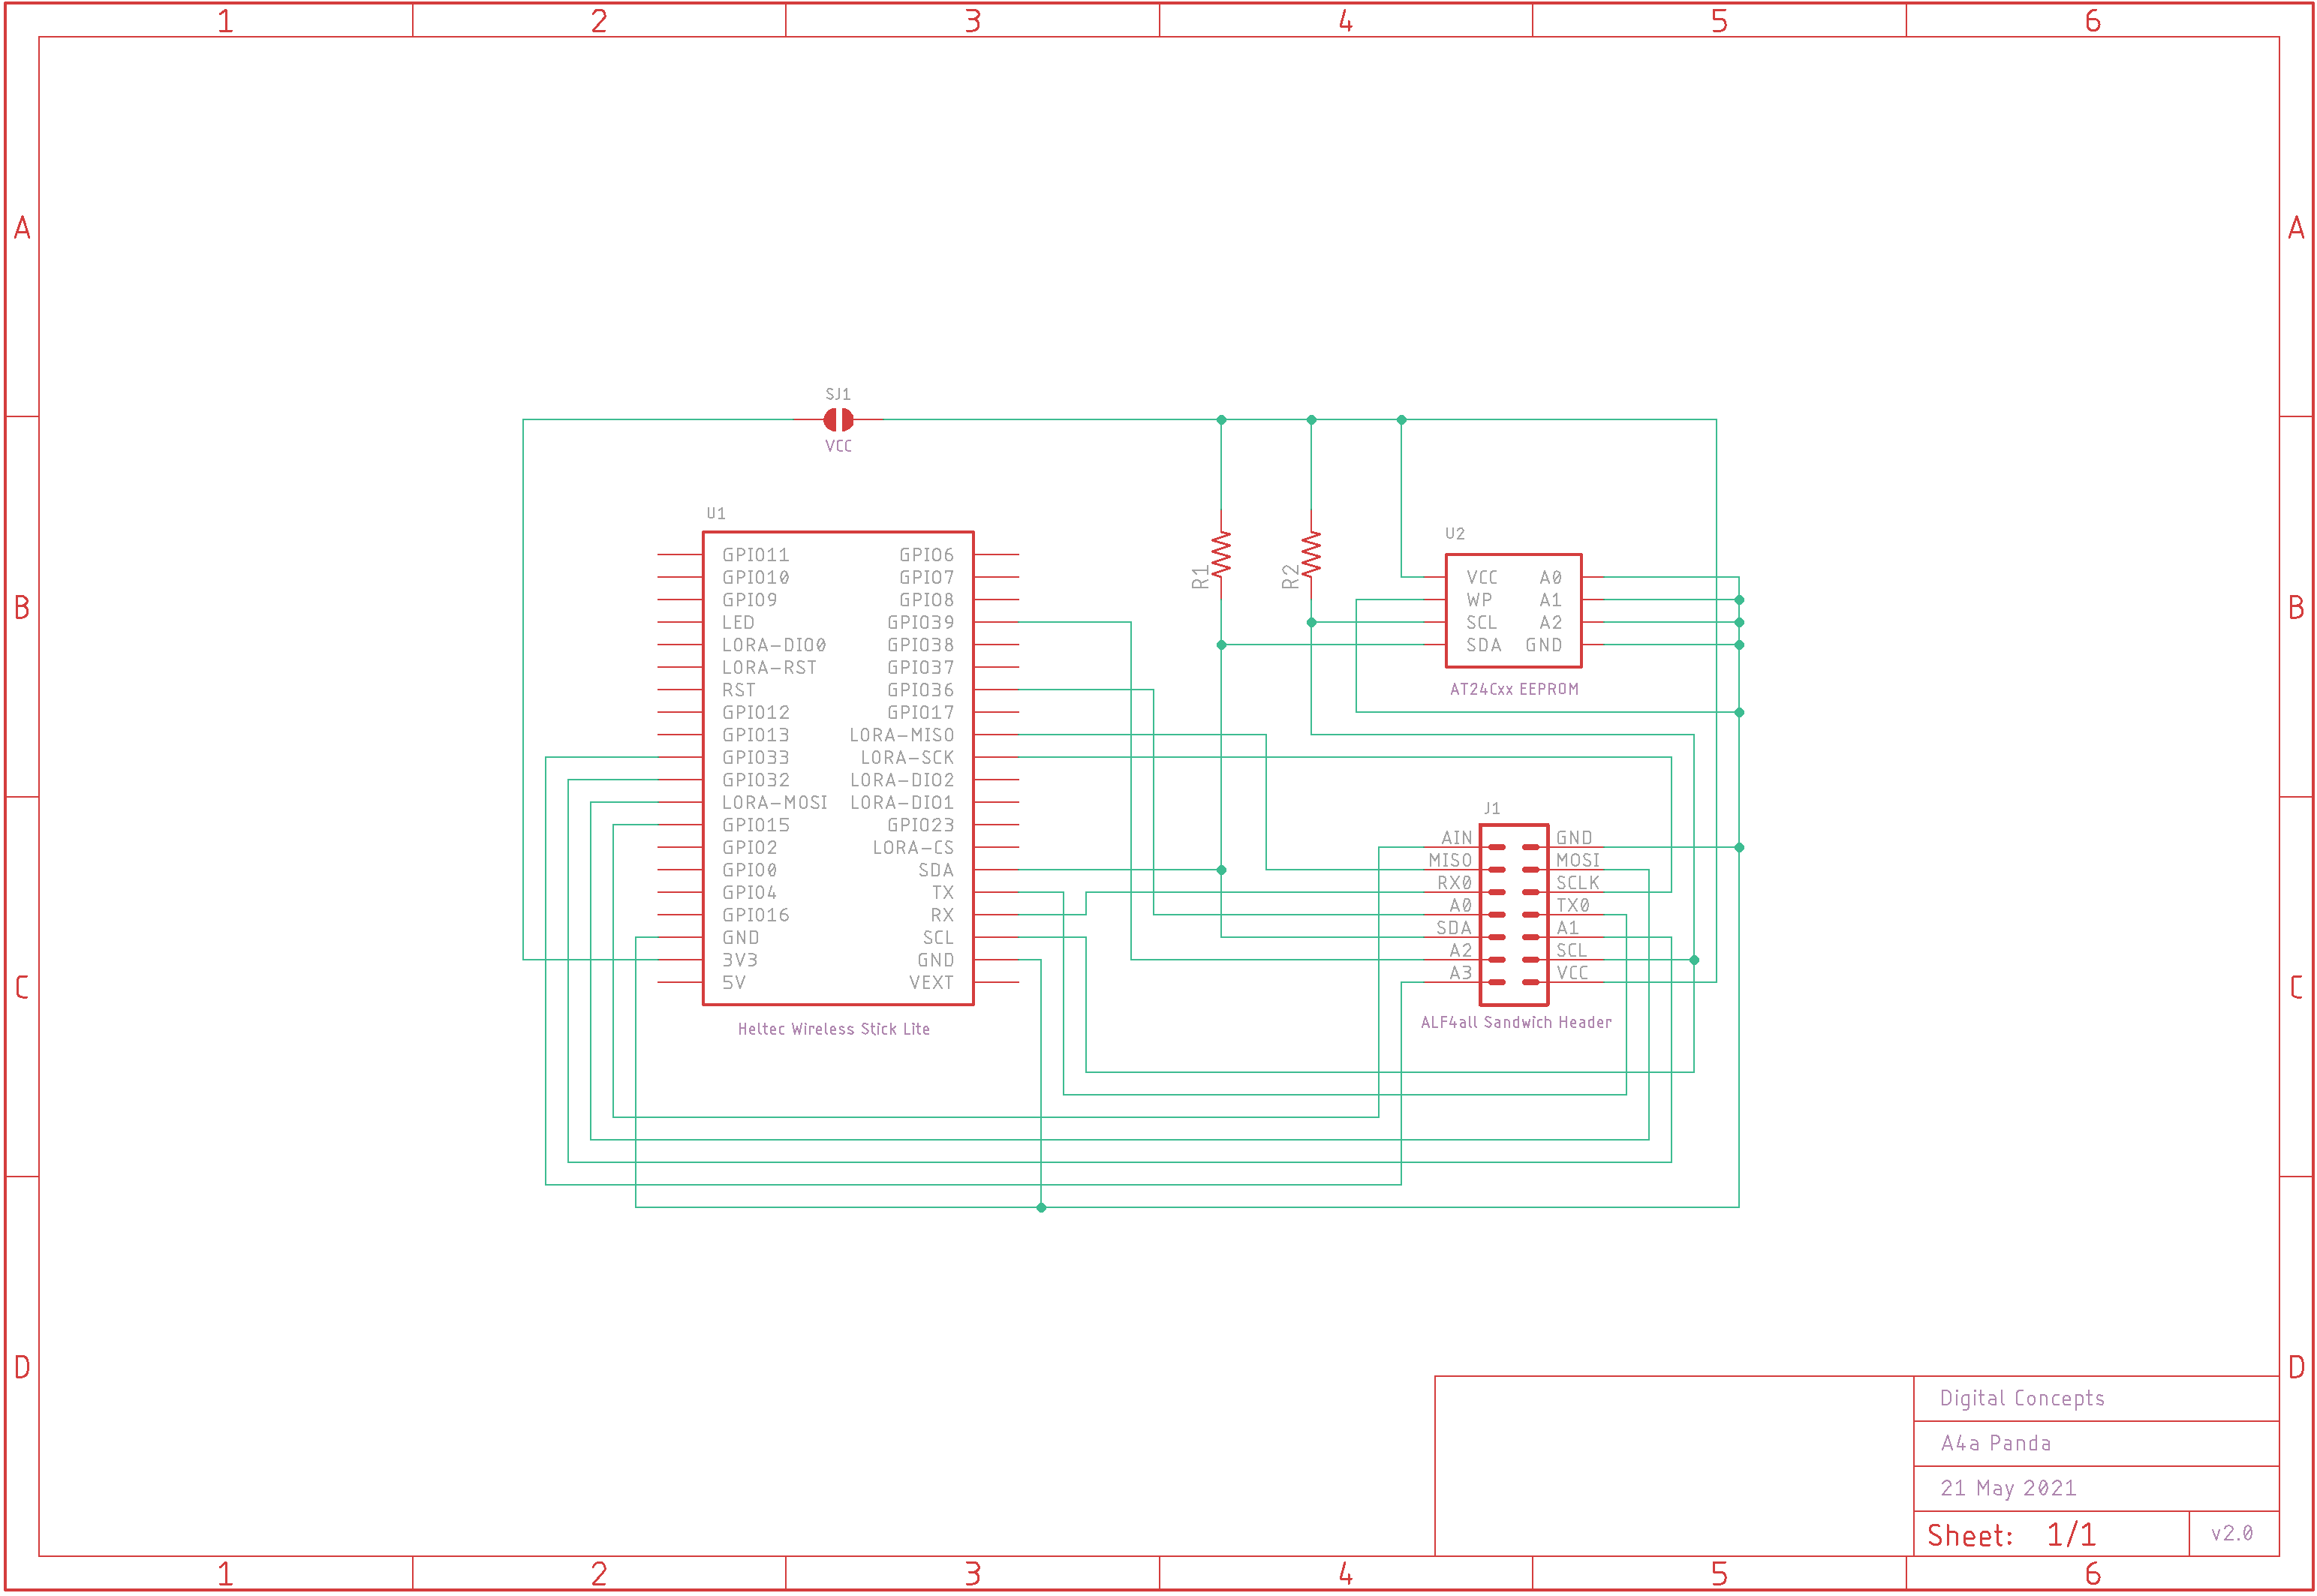 1 2 3 4 5 6
A A
SJ1
VCC
U1
GPIO11 GPIO6
GPIO10 GPIO7
GPIO9 GPIO8
LED GPIO39
LORA-DIO0 GPIO38
LORA-RST GPIO37
RST GPIO36
GPIO12 GPIO17
GPIO13 LORA-MISO
GPIO33 LORA-SCK
GPIO32 LORA-DIO2
LORA-MOSI LORA-DIO1
GPIO15 GPIO23
GPIO2 LORA-CS
GPIO0 SDA
GPIO4 TX
GPIO16 RX
GND SCL
3V3 GND
5V VEXT
Heltec Wireless Stick Lite
R1
R2
U2
VCC A0
WP A1
SCL A2
SDA GND
AT24Cxx EEPROM
B B
J1
AIN GND
MISO MOSI
RX0 SCLK
A0 TX0
SDA A1
A2 SCL
A3 VCC
ALF4all Sandwich Header
C C
D D
Digital Concepts
A4a Panda
21 May 2021
Sheet: 1/1 v2.0
1 2 3 4 5 6